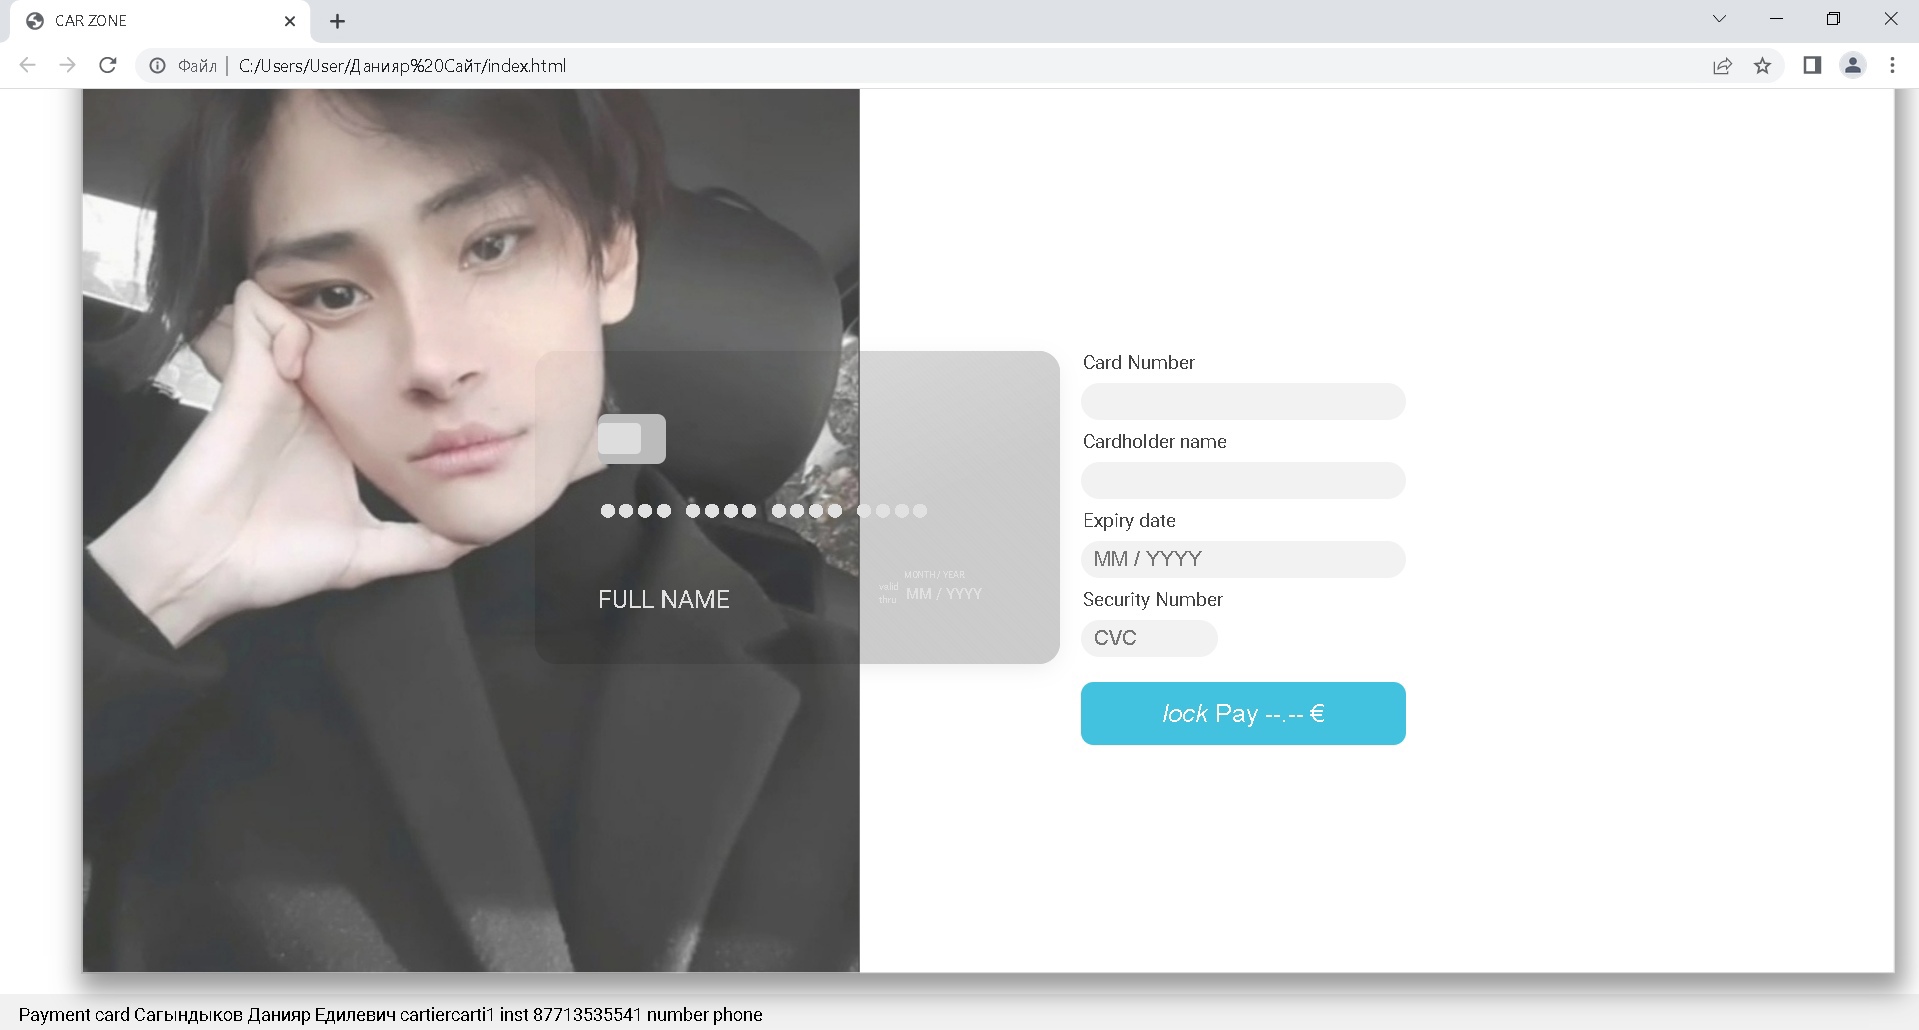 CAR ZONE
Файл | C:/Users/User/Данияр%20Сайт/index.html
Card Number
Cardholder name
Expiry date
MM / YYYY
Security Number
CVC
lock Pay --.-- €
MONTH / YEAR
valid thru MM / YYYY
FULL NAME
Payment card Сагындыков Данияр Едилевич cartiercarti1 inst 87713535541 number phone